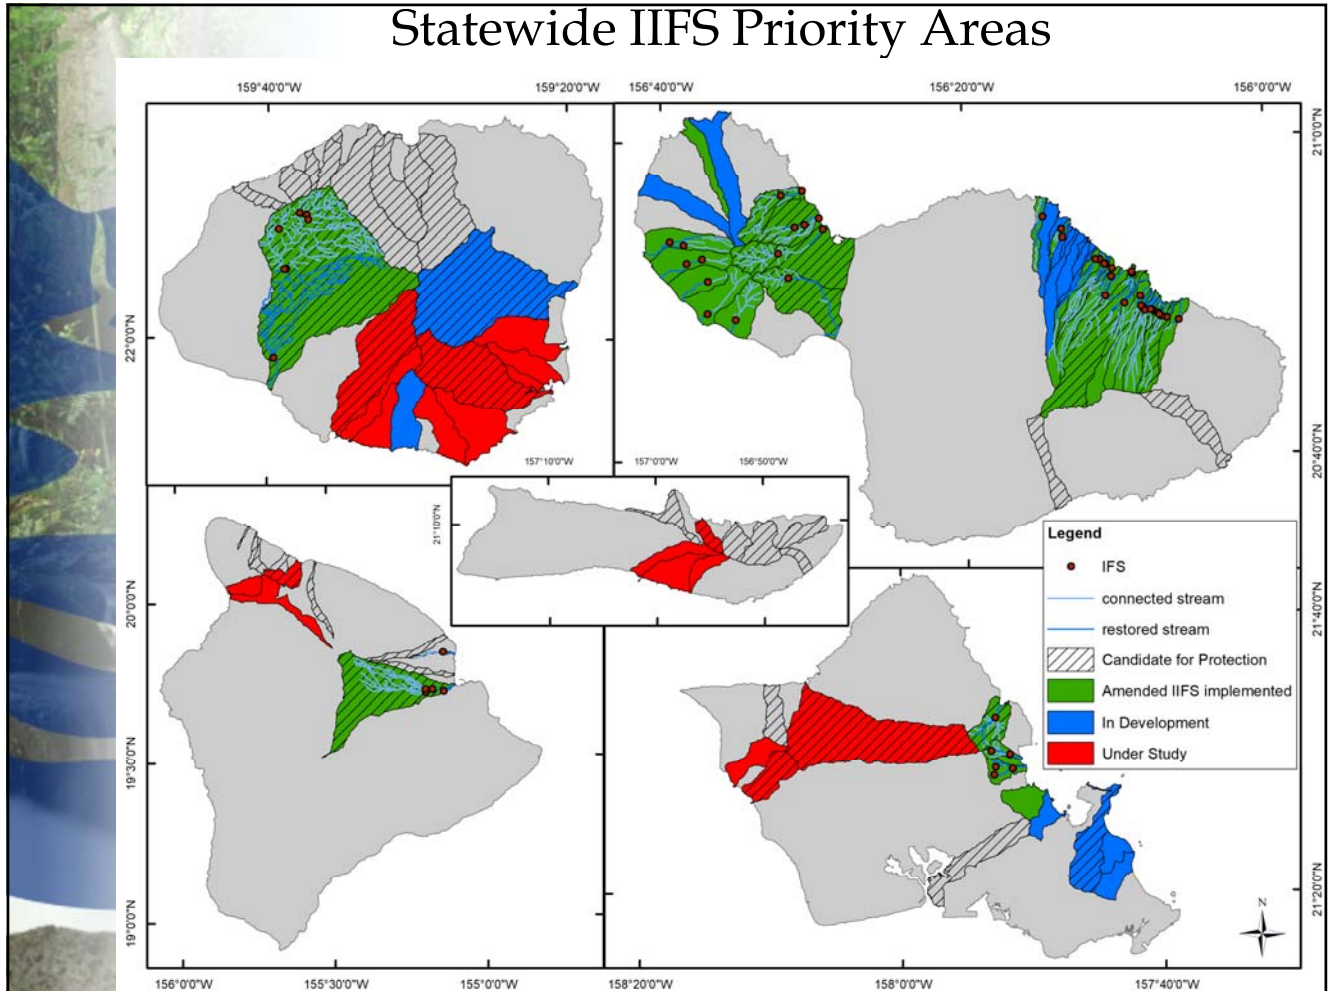 Statewide IIFS Priority Areas
159°40'0"W
159°20'0"W
156°40'0"W
156°20'0"W
156°0'0"W
21°0'0"N
22°0'0"N
20°40'0"N
157°10'0"W
157°0'0"W
156°50'0"W
21°10'0"N
Legend
IFS
connected stream
restored stream
Candidate for Protection
Amended IIFS implemented
In Development
Under Study
20°0'0"N
19°30'0"N
19°0'0"N
21°40'0"N
21°20'0"N
N
156°0'0"W
155°30'0"W
155°0'0"W
158°20'0"W
158°0'0"W
157°40'0"W